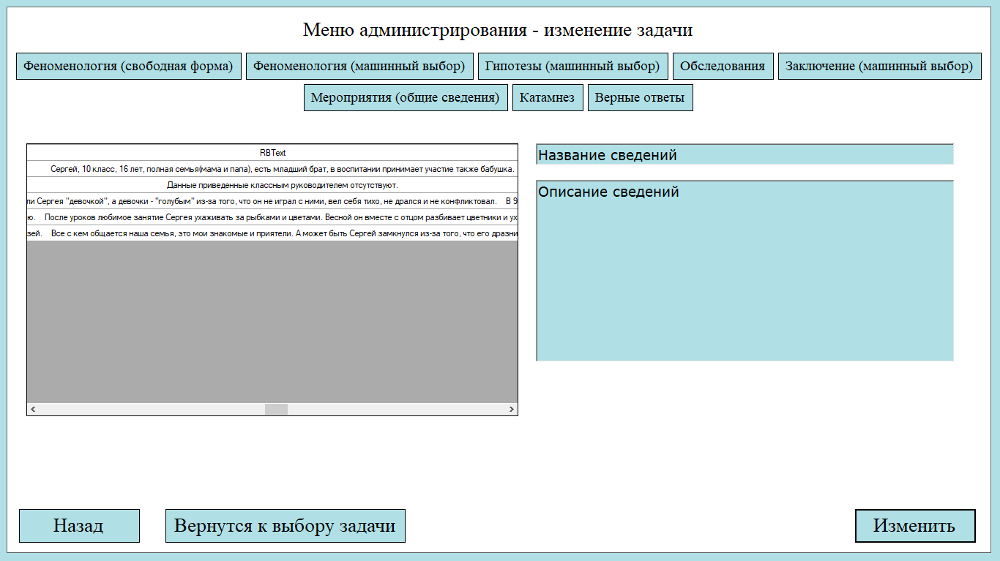 Меню администрирования - изменение задачи
Феноменология (свободная форма) Феноменология (машинный выбор) Гипотезы (машинный выбор) Обследования Заключение (машинный выбор)
Мероприятия (общие сведения) Катамнез Верные ответы
RBText
Сергей, 10 класс, 16 лет, полная семья(мама и папа), есть младший брат, в воспитании принимает участие также бабушка.
Данные приведенные классным руководителем отсутствуют.
ли Сергея "девочкой", а девочки - "голубым" из-за того, что он не играл с ними, вел себя тихо, не дрался и не конфликтовал. В 9
ю. После уроков любимое занятие Сергея ухаживать за рыбками и цветами. Весной он вместе с отцом разбивает цветники и ух
зей. Все с кем общается наша семья, это мои знакомые и приятели. А может быть Сергей замкнулся из-за того, что его дразни
Название сведений
Описание сведений
Назад Вернутся к выбору задачи Изменить